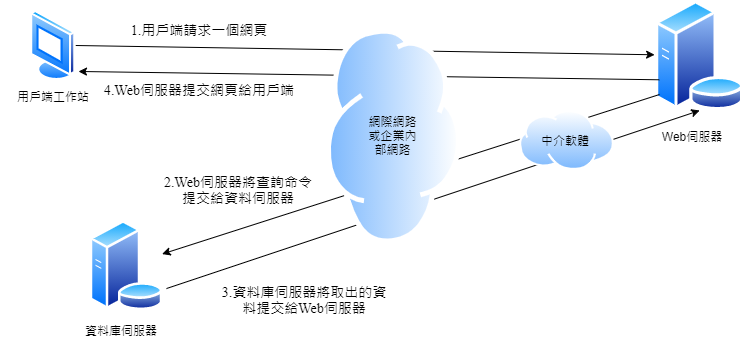 1.用戶端請求一個網頁
用戶端工作站
4.Web伺服器提交網頁給用戶端
網際網路
或企業內
部網路
中介軟體
Web伺服器
2.Web伺服器將查詢命令
提交給資料伺服器
3.資料庫伺服器將取出的資
料提交給Web伺服器
資料庫伺服器